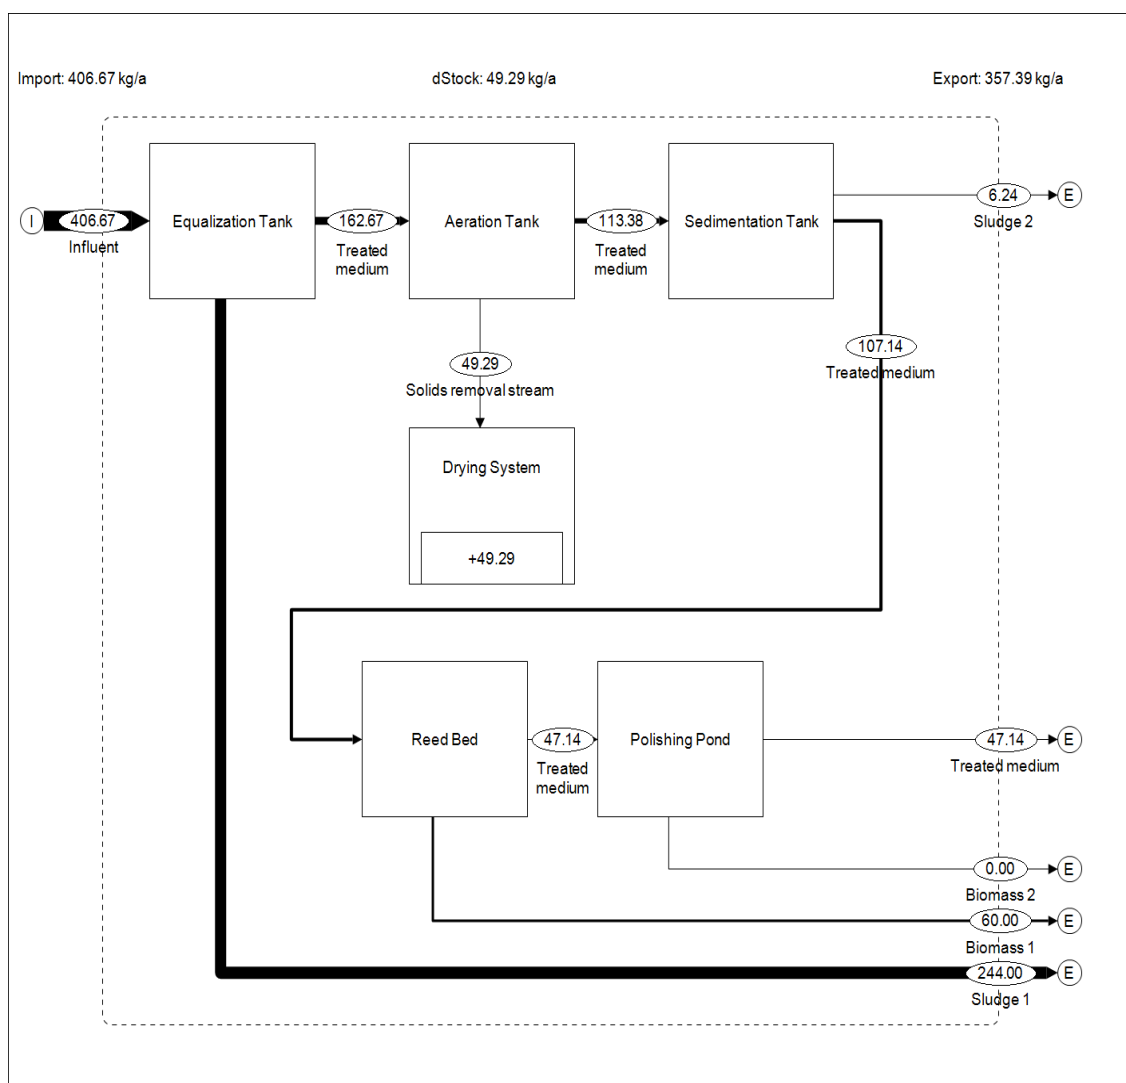 Import: 406.67 kg/a
dStock: 49.29 kg/a
Export: 357.39 kg/a
I
406.67
Influent
Equalization Tank
162.67
Treated
medium
Aeration Tank
113.38
Treated
medium
Sedimentation Tank
6.24
E
Sludge 2
107.14
Treated medium
49.29
Solids removal stream
Drying System
+49.29
Reed Bed
47.14
Treated
medium
Polishing Pond
47.14
E
Treated medium
0.00
E
Biomass 2
60.00
E
Biomass 1
244.00
E
Sludge 1